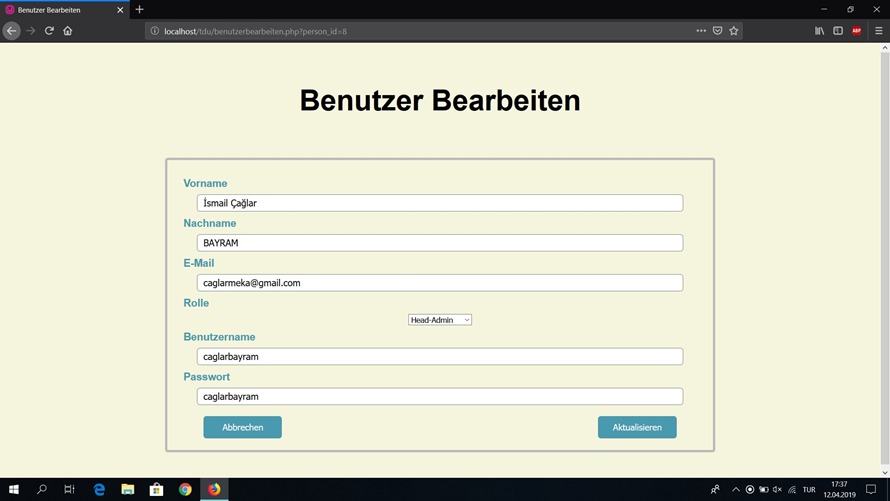 Benutzer Bearbeiten
localhost/tdu/benutzerbearbeiten.php?person_id=8
ABP
Benutzer Bearbeiten
Vorname
İsmail Çağlar
Nachname
BAYRAM
E-Mail
caglarmeka@gmail.com
Rolle
Head-Admin
Benutzername
caglarbayram
Passwort
caglarbayram
Abbrechen
Aktualisieren
TUR
17:37
12.04.2019